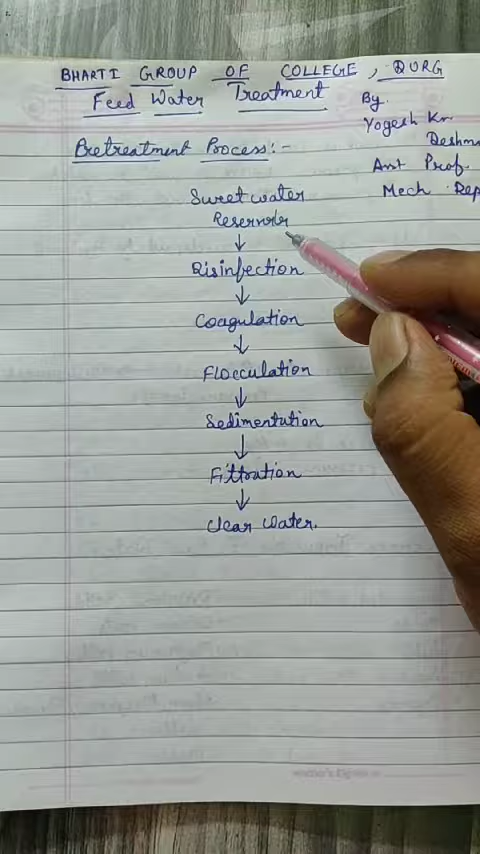 BHARTI GROUP OF COLLEGE, DURG
Feed Water Treatment
By.
Yogesh Kr
Deshm
Asst Prof.
Mech Dep
Pretreatment Process:-
Sweet water
Reservoir
↓
Disinfection
↓
Coagulation
↓
Flocculation
↓
Sedimentation
↓
Filtration
↓
Clear water.